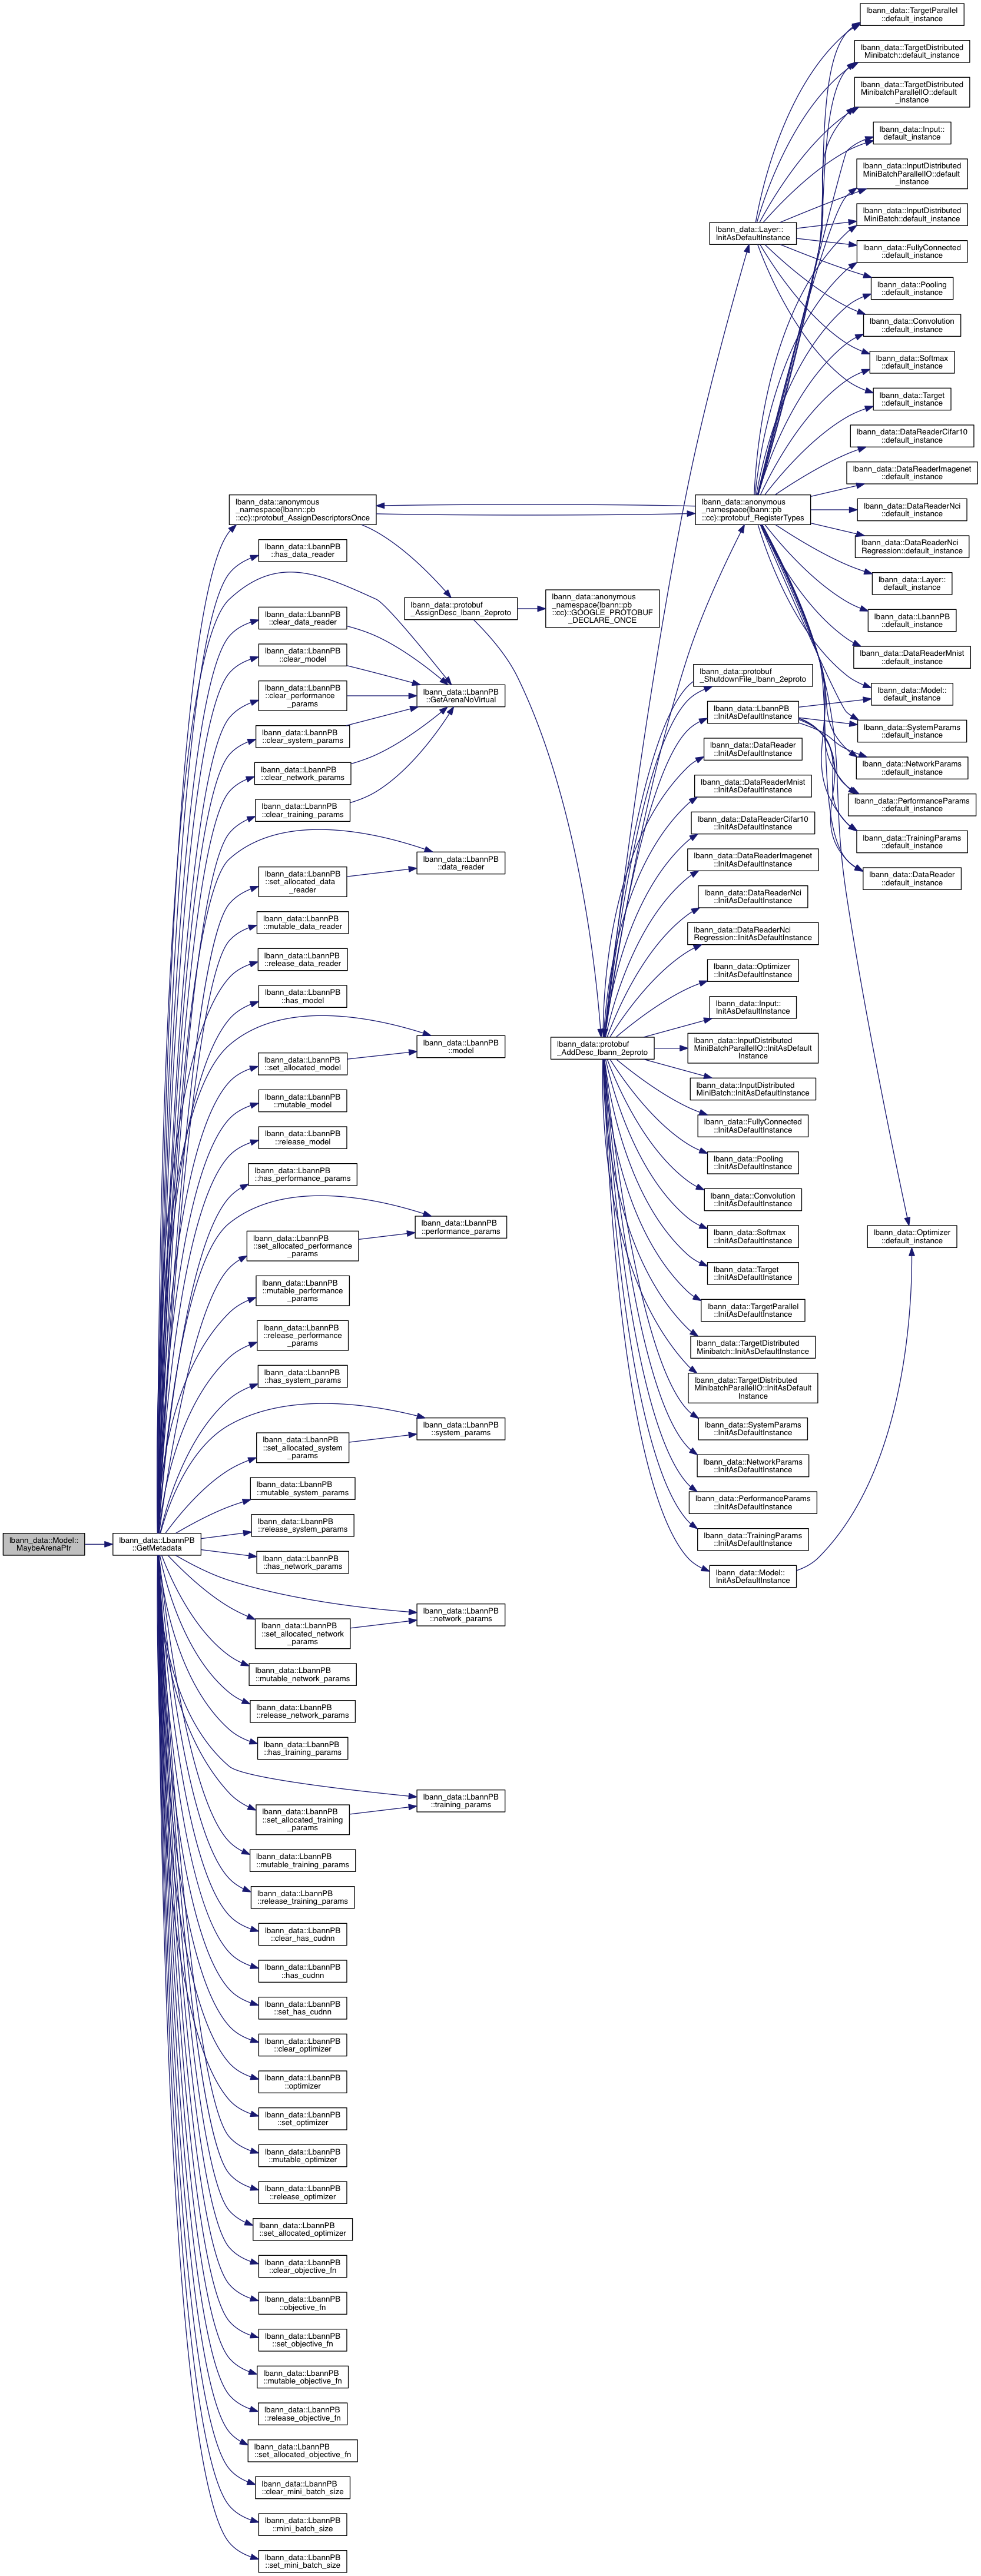 lbann_data::Model::
MaybeArenaPtr
lbann_data::LbannPB
::GetMetadata
lbann_data::anonymous
_namespace{lbann::pb
::cc}::protobuf_AssignDescriptorsOnce
lbann_data::LbannPB
::has_data_reader
lbann_data::LbannPB
::clear_data_reader
lbann_data::LbannPB
::clear_model
lbann_data::LbannPB
::clear_performance
_params
lbann_data::LbannPB
::clear_system_params
lbann_data::LbannPB
::clear_network_params
lbann_data::LbannPB
::clear_training_params
lbann_data::LbannPB
::set_allocated_data
_reader
lbann_data::LbannPB
::mutable_data_reader
lbann_data::LbannPB
::release_data_reader
lbann_data::LbannPB
::has_model
lbann_data::LbannPB
::set_allocated_model
lbann_data::LbannPB
::mutable_model
lbann_data::LbannPB
::release_model
lbann_data::LbannPB
::has_performance_params
lbann_data::LbannPB
::set_allocated_performance
_params
lbann_data::LbannPB
::mutable_performance
_params
lbann_data::LbannPB
::release_performance
_params
lbann_data::LbannPB
::has_system_params
lbann_data::LbannPB
::set_allocated_system
_params
lbann_data::LbannPB
::mutable_system_params
lbann_data::LbannPB
::release_system_params
lbann_data::LbannPB
::has_network_params
lbann_data::LbannPB
::set_allocated_network
_params
lbann_data::LbannPB
::mutable_network_params
lbann_data::LbannPB
::release_network_params
lbann_data::LbannPB
::has_training_params
lbann_data::LbannPB
::set_allocated_training
_params
lbann_data::LbannPB
::mutable_training_params
lbann_data::LbannPB
::release_training_params
lbann_data::LbannPB
::clear_has_cudnn
lbann_data::LbannPB
::has_cudnn
lbann_data::LbannPB
::set_has_cudnn
lbann_data::LbannPB
::clear_optimizer
lbann_data::LbannPB
::optimizer
lbann_data::LbannPB
::set_optimizer
lbann_data::LbannPB
::mutable_optimizer
lbann_data::LbannPB
::release_optimizer
lbann_data::LbannPB
::set_allocated_optimizer
lbann_data::LbannPB
::clear_objective_fn
lbann_data::LbannPB
::objective_fn
lbann_data::LbannPB
::set_objective_fn
lbann_data::LbannPB
::mutable_objective_fn
lbann_data::LbannPB
::release_objective_fn
lbann_data::LbannPB
::set_allocated_objective_fn
lbann_data::LbannPB
::clear_mini_batch_size
lbann_data::LbannPB
::mini_batch_size
lbann_data::LbannPB
::set_mini_batch_size
lbann_data::protobuf
_AssignDesc_lbann_2eproto
lbann_data::LbannPB
::GetArenaNoVirtual
lbann_data::LbannPB
::data_reader
lbann_data::LbannPB
::model
lbann_data::LbannPB
::performance_params
lbann_data::LbannPB
::system_params
lbann_data::LbannPB
::network_params
lbann_data::LbannPB
::training_params
lbann_data::anonymous
_namespace{lbann::pb
::cc}::GOOGLE_PROTOBUF
_DECLARE_ONCE
lbann_data::protobuf
_AddDesc_lbann_2eproto
lbann_data::Layer::
InitAsDefaultInstance
lbann_data::anonymous
_namespace{lbann::pb
::cc}::protobuf_RegisterTypes
lbann_data::protobuf
_ShutdownFile_lbann_2eproto
lbann_data::LbannPB
::InitAsDefaultInstance
lbann_data::DataReader
::InitAsDefaultInstance
lbann_data::DataReaderMnist
::InitAsDefaultInstance
lbann_data::DataReaderCifar10
::InitAsDefaultInstance
lbann_data::DataReaderImagenet
::InitAsDefaultInstance
lbann_data::DataReaderNci
::InitAsDefaultInstance
lbann_data::DataReaderNci
Regression::InitAsDefaultInstance
lbann_data::Optimizer
::InitAsDefaultInstance
lbann_data::Input::
InitAsDefaultInstance
lbann_data::InputDistributed
MiniBatchParallelIO::InitAsDefault
Instance
lbann_data::InputDistributed
MiniBatch::InitAsDefaultInstance
lbann_data::FullyConnected
::InitAsDefaultInstance
lbann_data::Pooling
::InitAsDefaultInstance
lbann_data::Convolution
::InitAsDefaultInstance
lbann_data::Softmax
::InitAsDefaultInstance
lbann_data::Target
::InitAsDefaultInstance
lbann_data::TargetParallel
::InitAsDefaultInstance
lbann_data::TargetDistributed
Minibatch::InitAsDefaultInstance
lbann_data::TargetDistributed
MinibatchParallelIO::InitAsDefault
Instance
lbann_data::SystemParams
::InitAsDefaultInstance
lbann_data::NetworkParams
::InitAsDefaultInstance
lbann_data::PerformanceParams
::InitAsDefaultInstance
lbann_data::TrainingParams
::InitAsDefaultInstance
lbann_data::Model::
InitAsDefaultInstance
lbann_data::TargetParallel
::default_instance
lbann_data::TargetDistributed
Minibatch::default_instance
lbann_data::TargetDistributed
MinibatchParallelIO::default
_instance
lbann_data::Input::
default_instance
lbann_data::InputDistributed
MiniBatchParallelIO::default
_instance
lbann_data::InputDistributed
MiniBatch::default_instance
lbann_data::FullyConnected
::default_instance
lbann_data::Pooling
::default_instance
lbann_data::Convolution
::default_instance
lbann_data::Softmax
::default_instance
lbann_data::Target
::default_instance
lbann_data::DataReaderCifar10
::default_instance
lbann_data::DataReaderImagenet
::default_instance
lbann_data::DataReaderNci
::default_instance
lbann_data::DataReaderNci
Regression::default_instance
lbann_data::Layer::
default_instance
lbann_data::LbannPB
::default_instance
lbann_data::DataReaderMnist
::default_instance
lbann_data::Model::
default_instance
lbann_data::SystemParams
::default_instance
lbann_data::NetworkParams
::default_instance
lbann_data::PerformanceParams
::default_instance
lbann_data::TrainingParams
::default_instance
lbann_data::DataReader
::default_instance
lbann_data::Optimizer
::default_instance